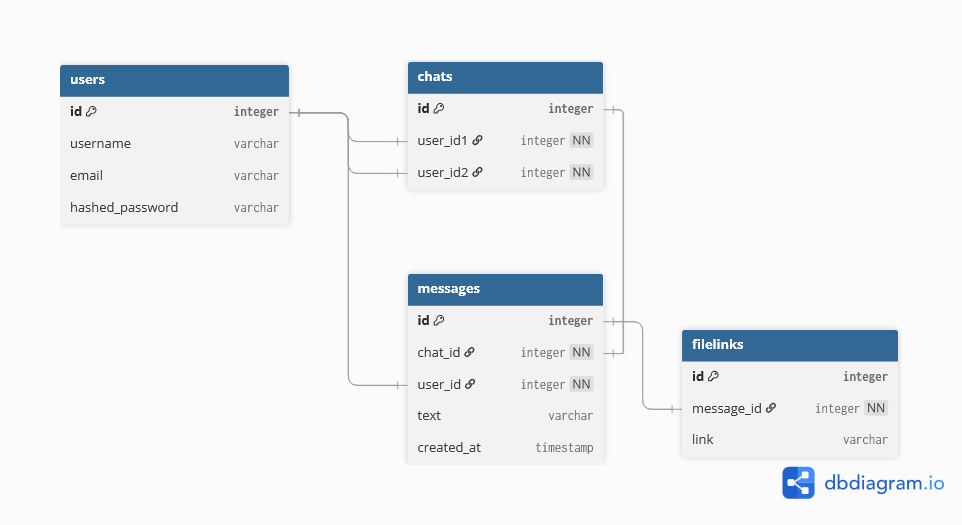 users
id integer
username varchar
email varchar
hashed_password varchar
chats
id integer
user_id1 integer NN
user_id2 integer NN
messages
id integer
chat_id integer NN
user_id integer NN
text varchar
created_at timestamp
filelinks
id integer
message_id integer NN
link varchar
dbdiagram.io